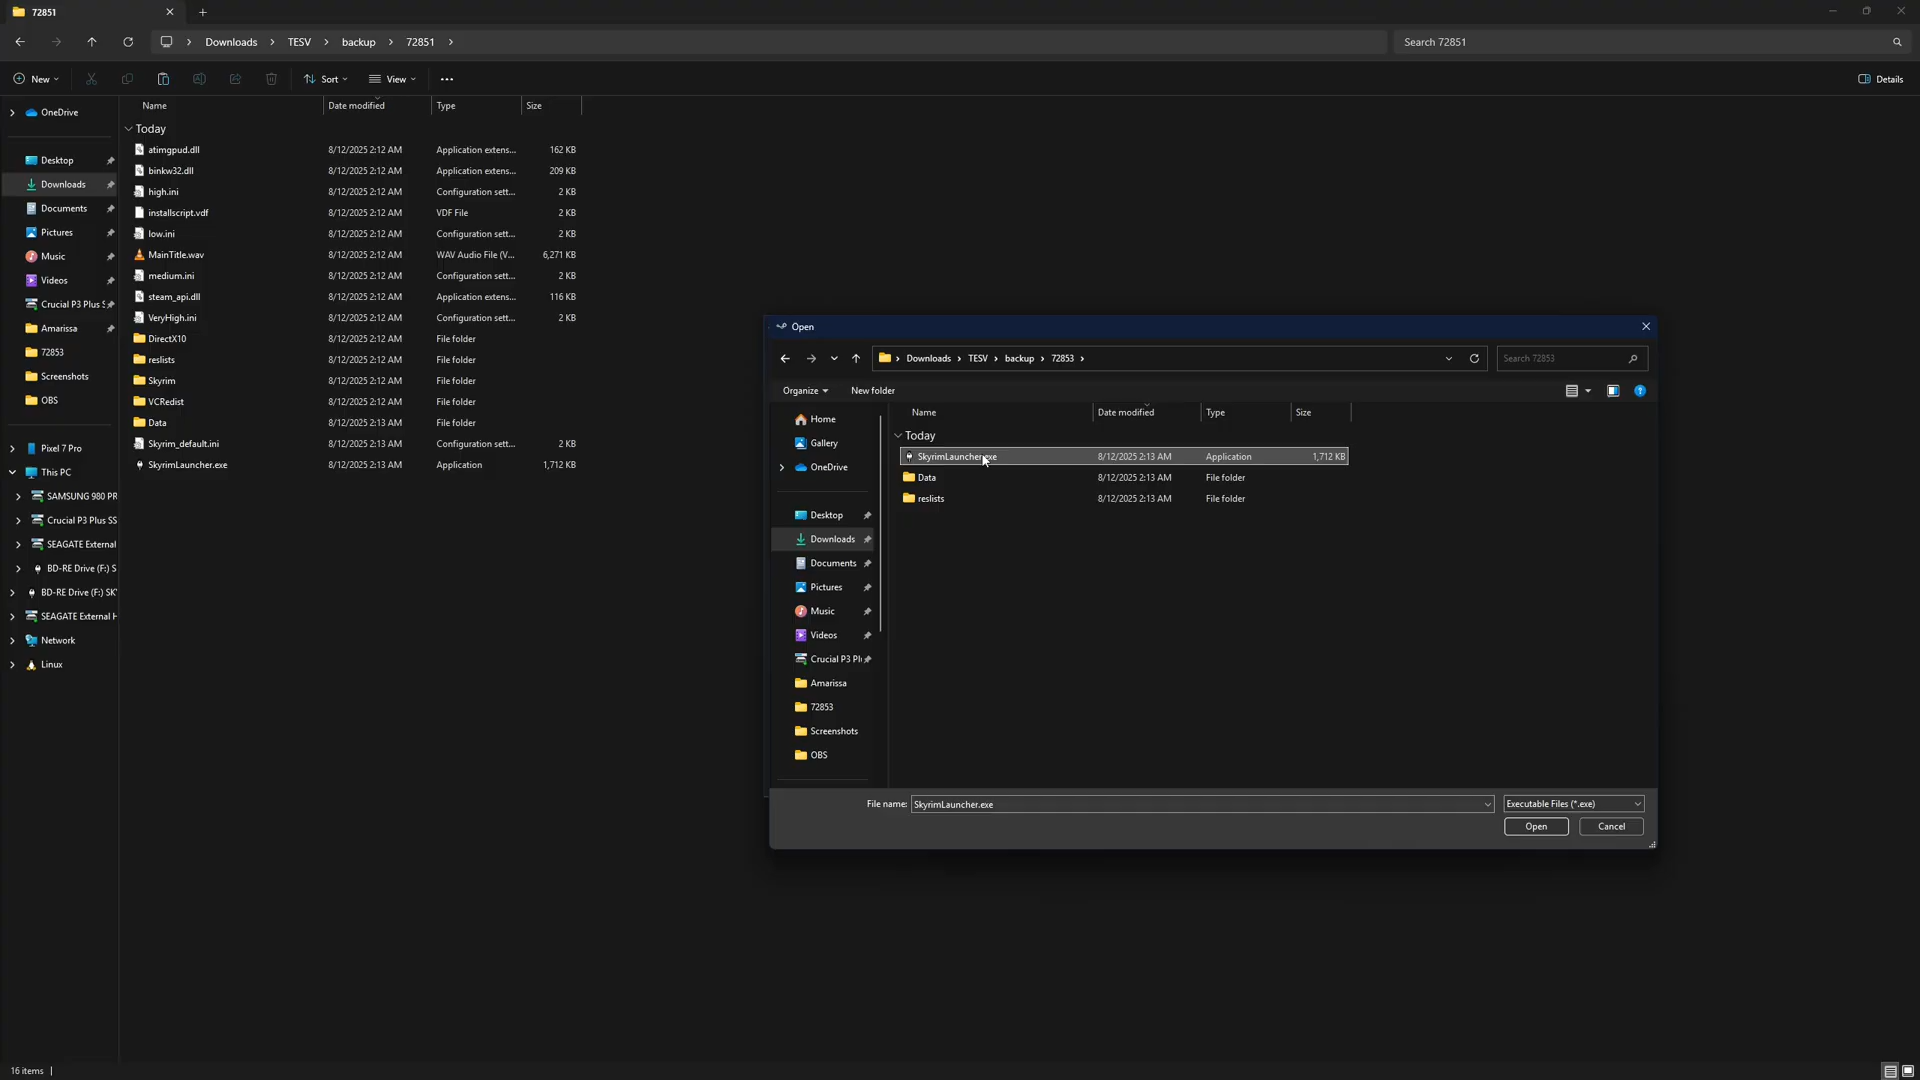 72851
Downloads > TESV > backup > 72851 >
Search 72851
New
Sort
View
Details
OneDrive
Desktop
Downloads
Documents
Pictures
Music
Videos
Crucial P3 Plus S
Amarissa
72853
Screenshots
OBS
Pixel 7 Pro
This PC
SAMSUNG 980 PR
Crucial P3 Plus SS
SEAGATE External
BD-RE Drive (F:) S
BD-RE Drive (F:) SK
SEAGATE External H
Network
Linux
Name Date modified Type Size
Today
atimgpud.dll 8/12/2025 2:12 AM Application extens... 162 KB
binkw32.dll 8/12/2025 2:12 AM Application extens... 209 KB
high.ini 8/12/2025 2:12 AM Configuration sett... 2 KB
installscript.vdf 8/12/2025 2:12 AM VDF File 2 KB
low.ini 8/12/2025 2:12 AM Configuration sett... 2 KB
MainTitle.wav 8/12/2025 2:12 AM WAV Audio File (V... 6,271 KB
medium.ini 8/12/2025 2:12 AM Configuration sett... 2 KB
steam_api.dll 8/12/2025 2:12 AM Application extens... 116 KB
VeryHigh.ini 8/12/2025 2:12 AM Configuration sett... 2 KB
DirectX10 8/12/2025 2:12 AM File folder
reslists 8/12/2025 2:12 AM File folder
Skyrim 8/12/2025 2:12 AM File folder
VCRedist 8/12/2025 2:12 AM File folder
Data 8/12/2025 2:13 AM File folder
Skyrim_default.ini 8/12/2025 2:13 AM Configuration sett... 2 KB
SkyrimLauncher.exe 8/12/2025 2:13 AM Application 1,712 KB
Open
Downloads > TESV > backup > 72853 >
Search 72853
Organize
New folder
Home
Gallery
OneDrive
Desktop
Downloads
Documents
Pictures
Music
Videos
Crucial P3 Pl
Amarissa
72853
Screenshots
OBS
Name Date modified Type Size
Today
SkyrimLauncher.exe 8/12/2025 2:13 AM Application 1,712 KB
Data 8/12/2025 2:13 AM File folder
reslists 8/12/2025 2:13 AM File folder
File name: SkyrimLauncher.exe
Executable Files (*.exe)
Open
Cancel
16 items